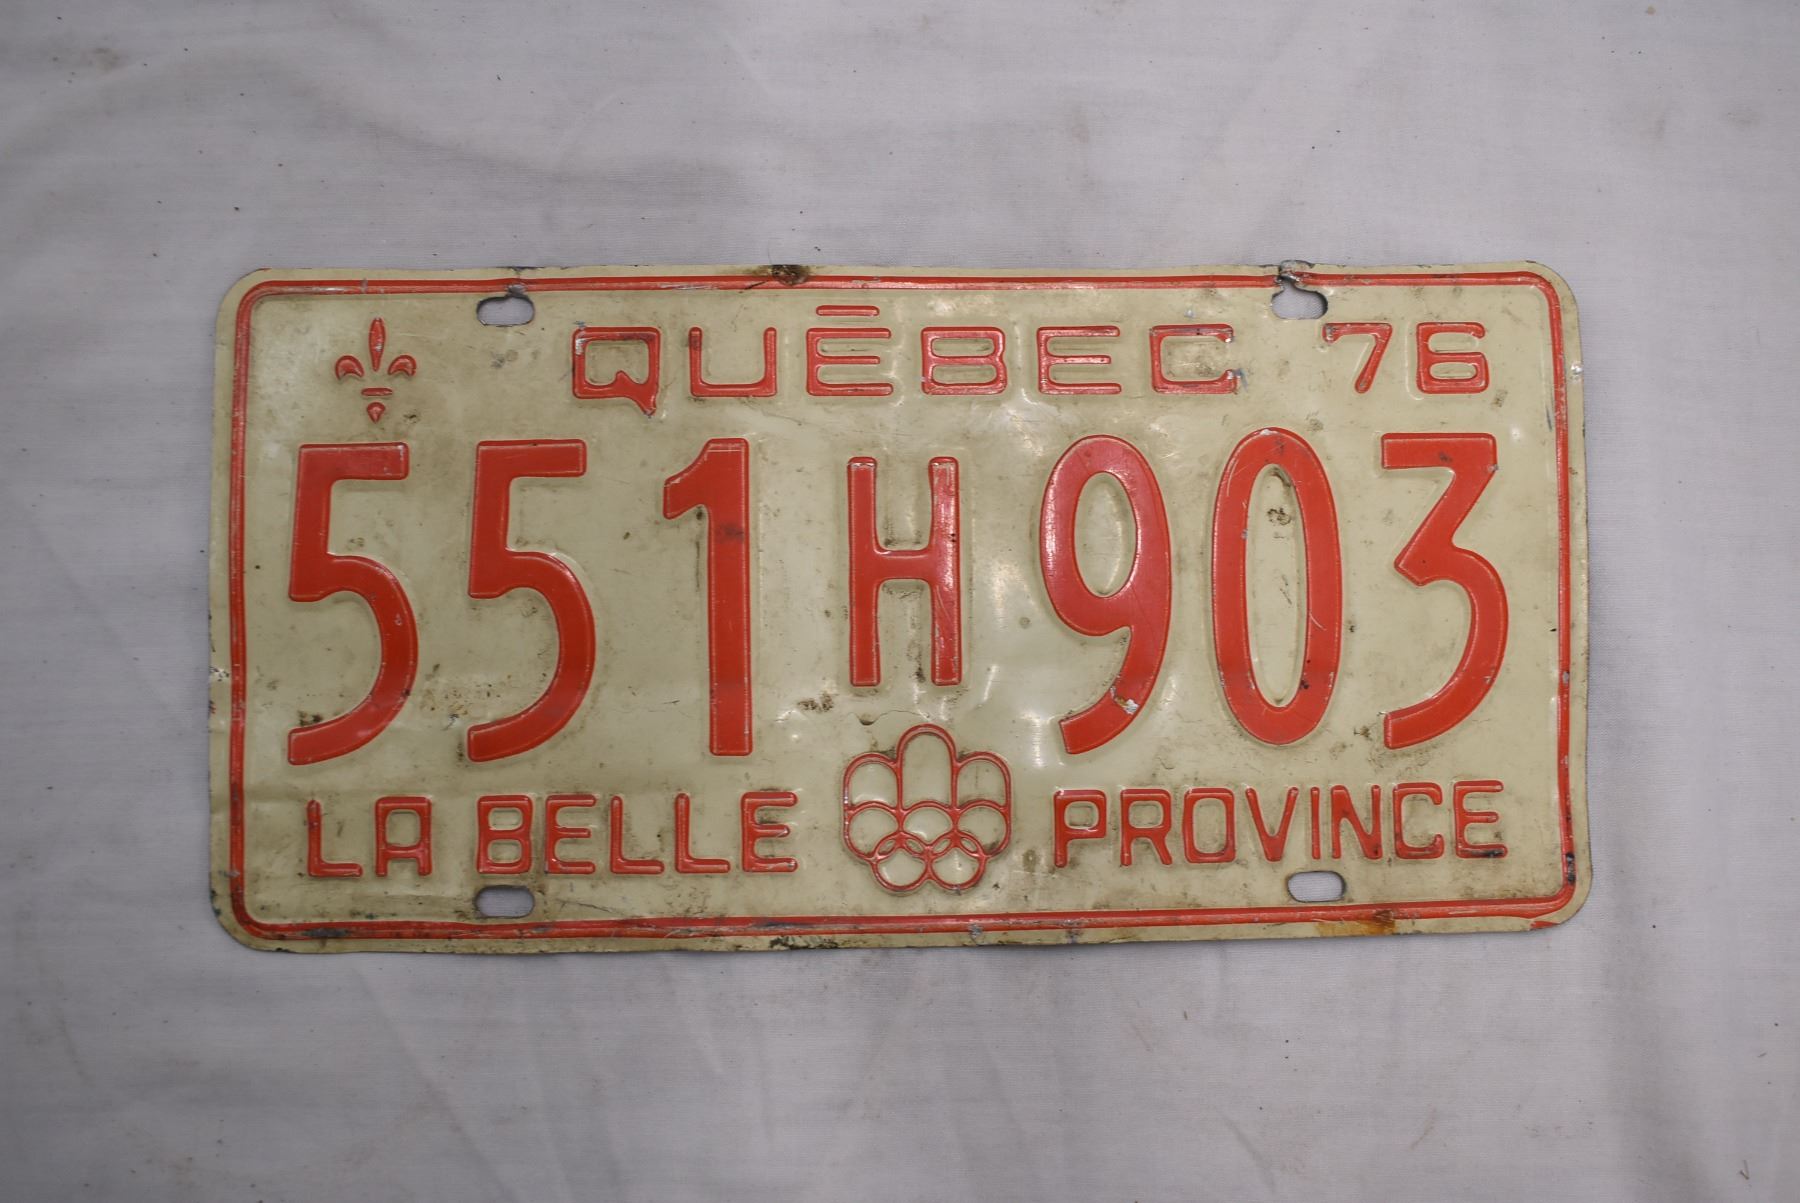 QUÉBEC 76
551H903
LA BELLE PROVINCE